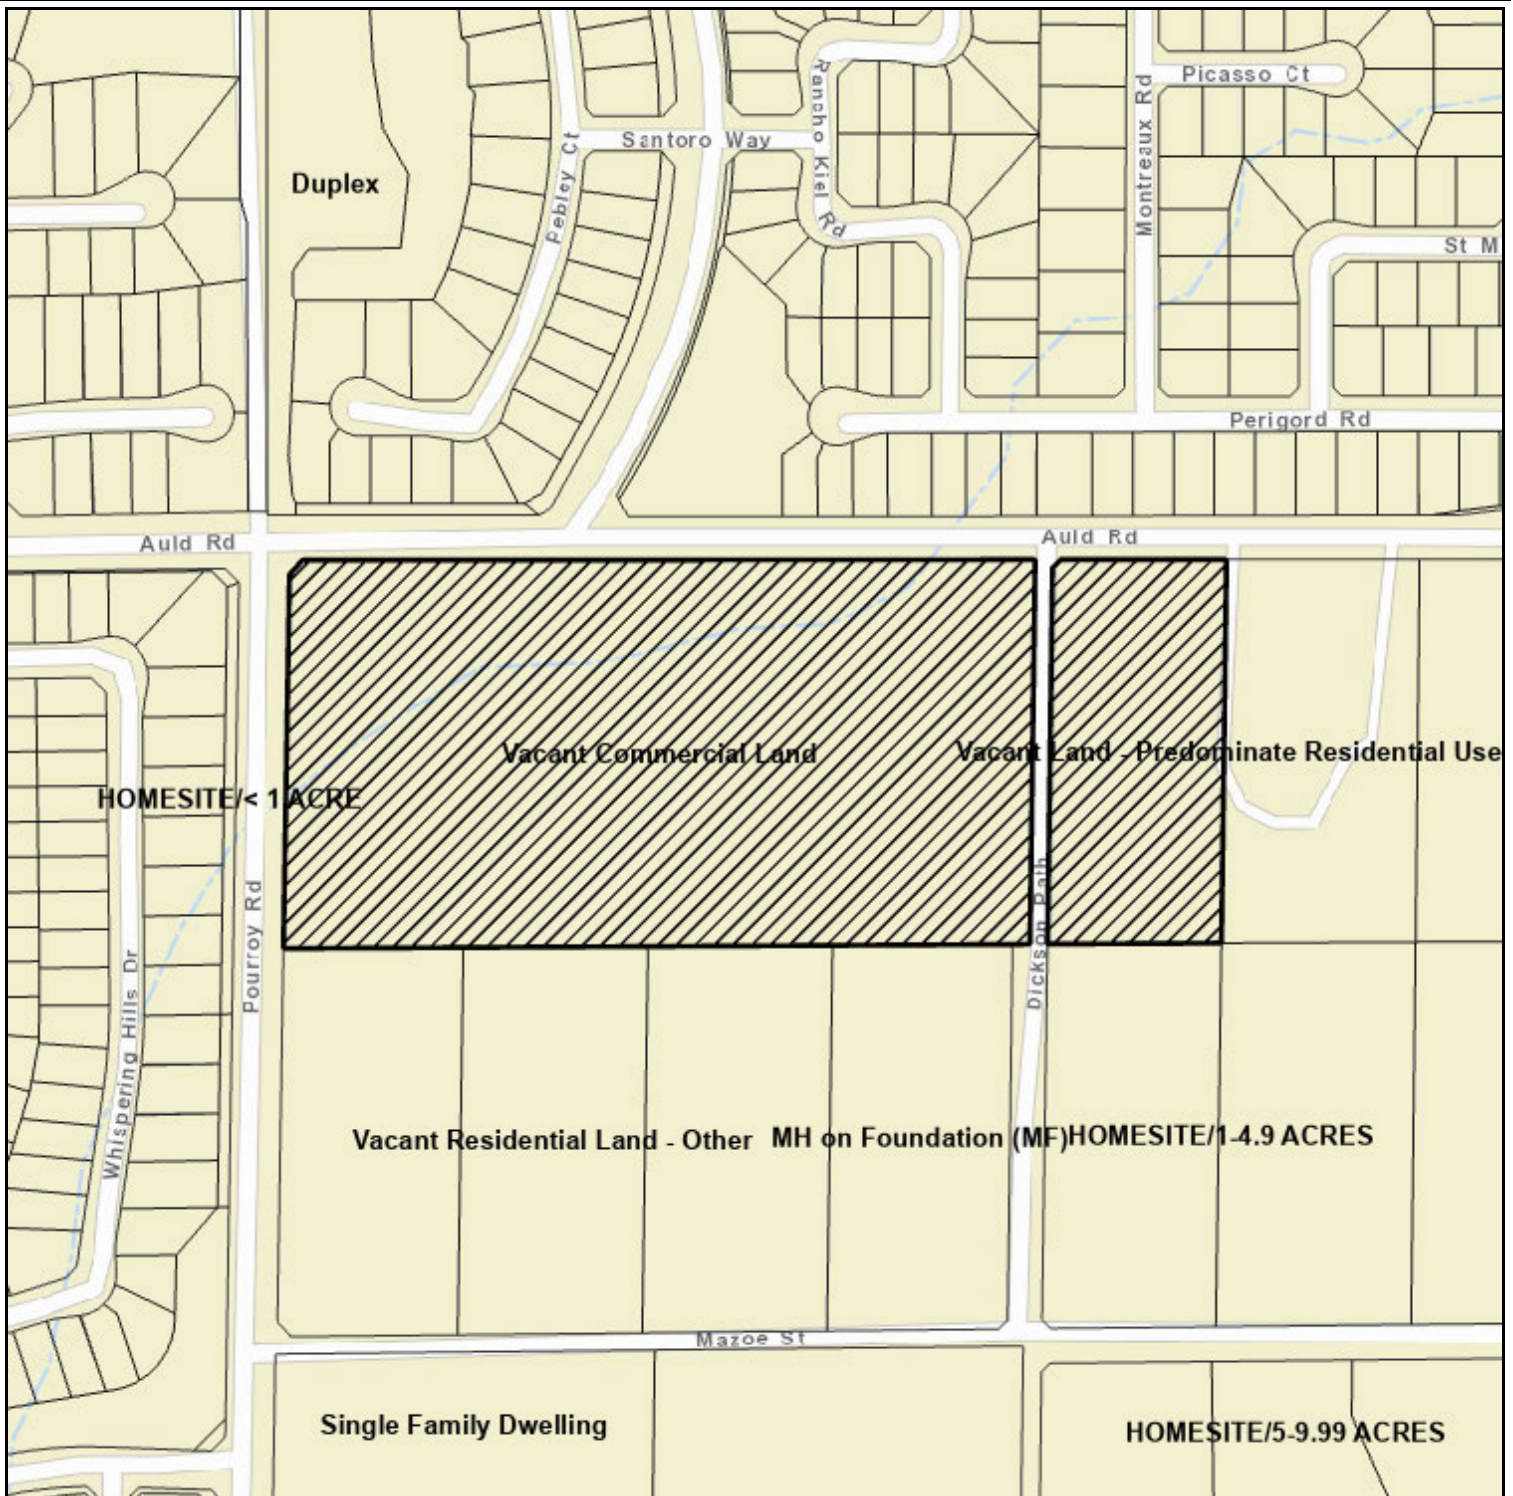 Picasso Ct
Rancho Kiel Rd
Montreaux Rd
Santoro Way
Pebley Ct
Duplex
St M
Perigord Rd
Auld Rd
Auld Rd
Vacant Commercial Land
Vacant Land - Predominate Residential Use
HOMESITE/< 1 ACRE
Pourroy Rd
Dickson Path
Whispering Hills Dr
Vacant Residential Land - Other
MH on Foundation (MF)
HOMESITE/1-4.9 ACRES
Mazoe St
Single Family Dwelling
HOMESITE/5-9.99 ACRES